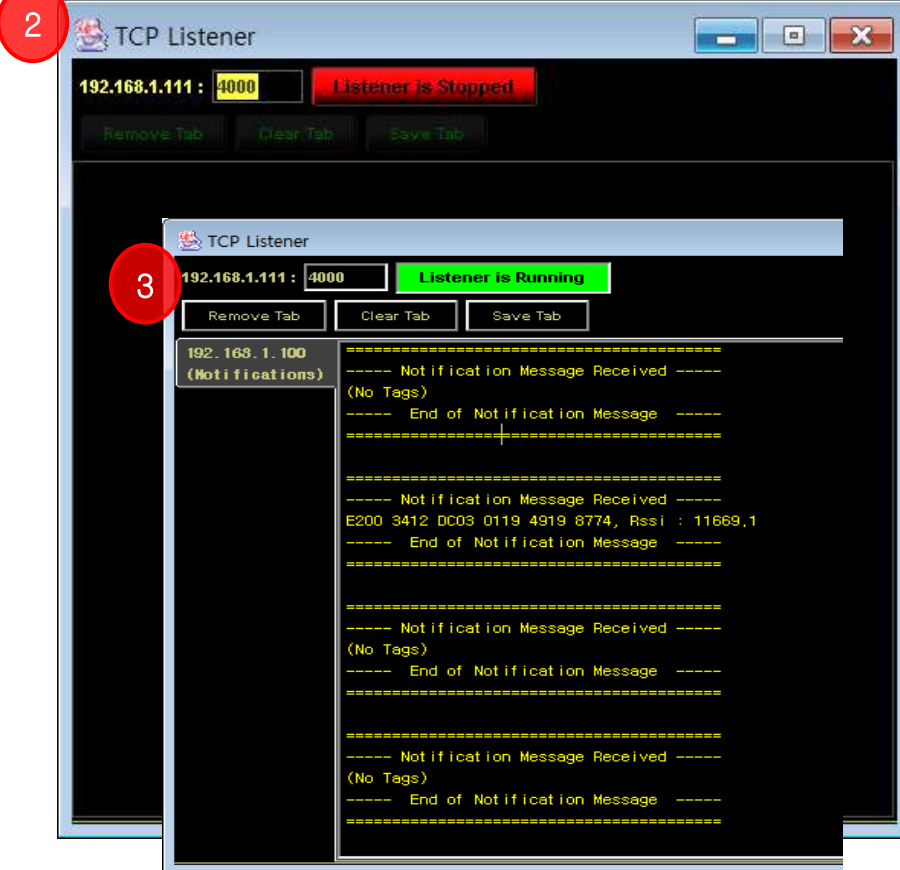 2
TCP Listener
192.168.1.111 : 4000 Listener is Stopped
Remove Tab Clear Tab Save Tab
TCP Listener
3
192.168.1.111 : 4000 Listener is Running
Remove Tab Clear Tab Save Tab
192.168.1.100
(Notifications)
=========================================
----- Notification Message Received -----
(No Tags)
----- End of Notification Message -----
=========================================
=========================================
----- Notification Message Received -----
E200 3412 DC03 0119 4919 8774, Rssi : 11669,1
----- End of Notification Message -----
=========================================
=========================================
----- Notification Message Received -----
(No Tags)
----- End of Notification Message -----
=========================================
=========================================
----- Notification Message Received -----
(No Tags)
----- End of Notification Message -----
=========================================